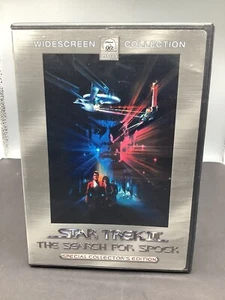 WIDESCREEN COLLECTION
STAR TREK III
THE SEARCH FOR SPOCK
SPECIAL COLLECTOR'S EDITION